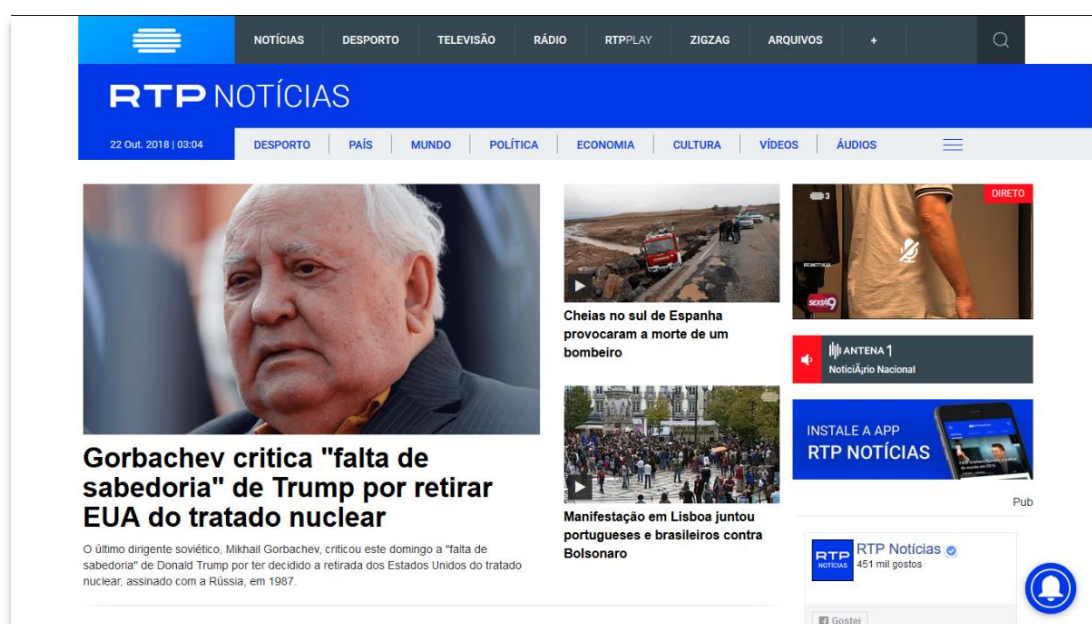 NOTÍCIAS DESPORTO TELEVISÃO RÁDIO RTPPLAY ZIGZAG ARQUIVOS +
RTP NOTÍCIAS
22 Out. 2018 | 03:04 DESPORTO PAÍS MUNDO POLÍTICA ECONOMIA CULTURA VÍDEOS ÁUDIOS
Gorbachev critica "falta de
sabedoria" de Trump por retirar
EUA do tratado nuclear
O último dirigente soviético, Mikhail Gorbachev, criticou este domingo a "falta de
sabedoria" de Donald Trump por ter decidido a retirada dos Estados Unidos do tratado
nuclear, assinado com a Rússia, em 1987.
Cheias no sul de Espanha
provocaram a morte de um
bombeiro
Manifestação em Lisboa juntou
portugueses e brasileiros contra
Bolsonaro
3
DIRETO
SEXTA9
ANTENA 1
NoticiÃ¡rio Nacional
INSTALE A APP
RTP NOTÍCIAS
Pub
RTP NOTÍCIAS
RTP Notícias
451 mil gostos
Gostei